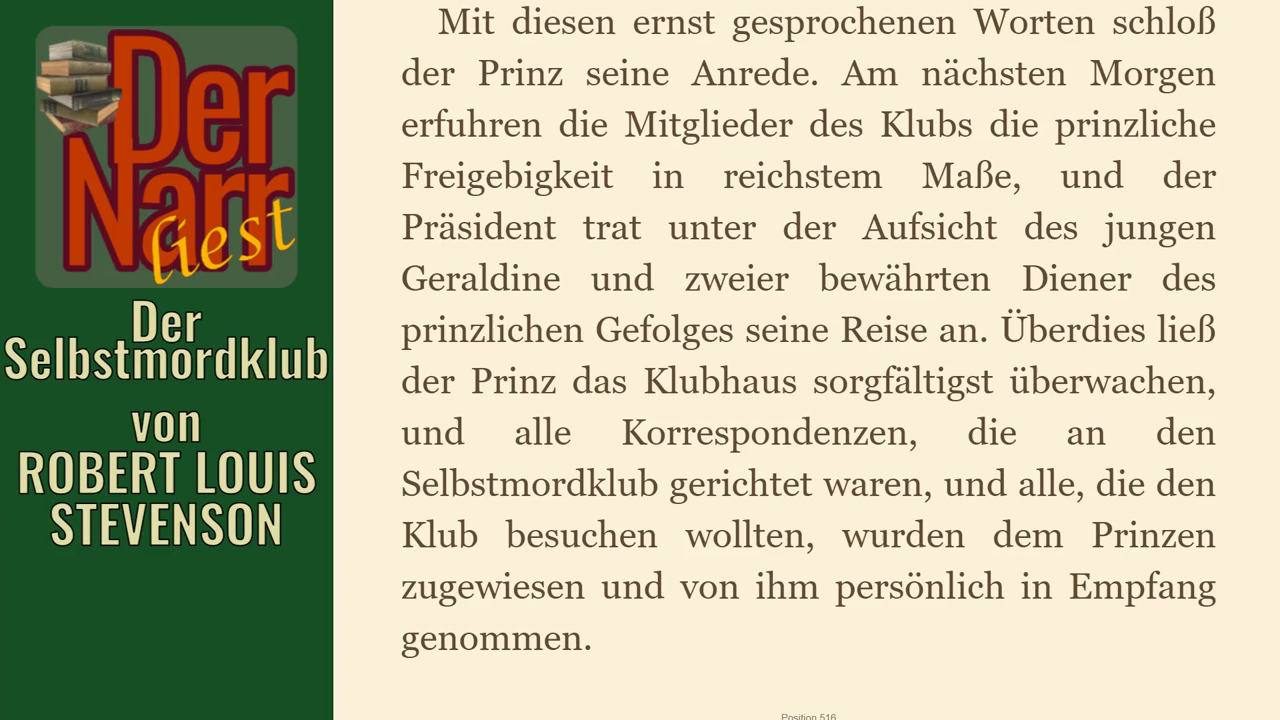 Der
Narr
liest
Der
Selbstmordklub
von
ROBERT LOUIS
STEVENSON
Mit diesen ernst gesprochenen Worten schloß
der Prinz seine Anrede. Am nächsten Morgen
erfuhren die Mitglieder des Klubs die prinzliche
Freigebigkeit in reichstem Maße, und der
Präsident trat unter der Aufsicht des jungen
Geraldine und zweier bewährten Diener des
prinzlichen Gefolges seine Reise an. Überdies ließ
der Prinz das Klubhaus sorgfältigst überwachen,
und alle Korrespondenzen, die an den
Selbstmordklub gerichtet waren, und alle, die den
Klub besuchen wollten, wurden dem Prinzen
zugewiesen und von ihm persönlich in Empfang
genommen.
Position 516